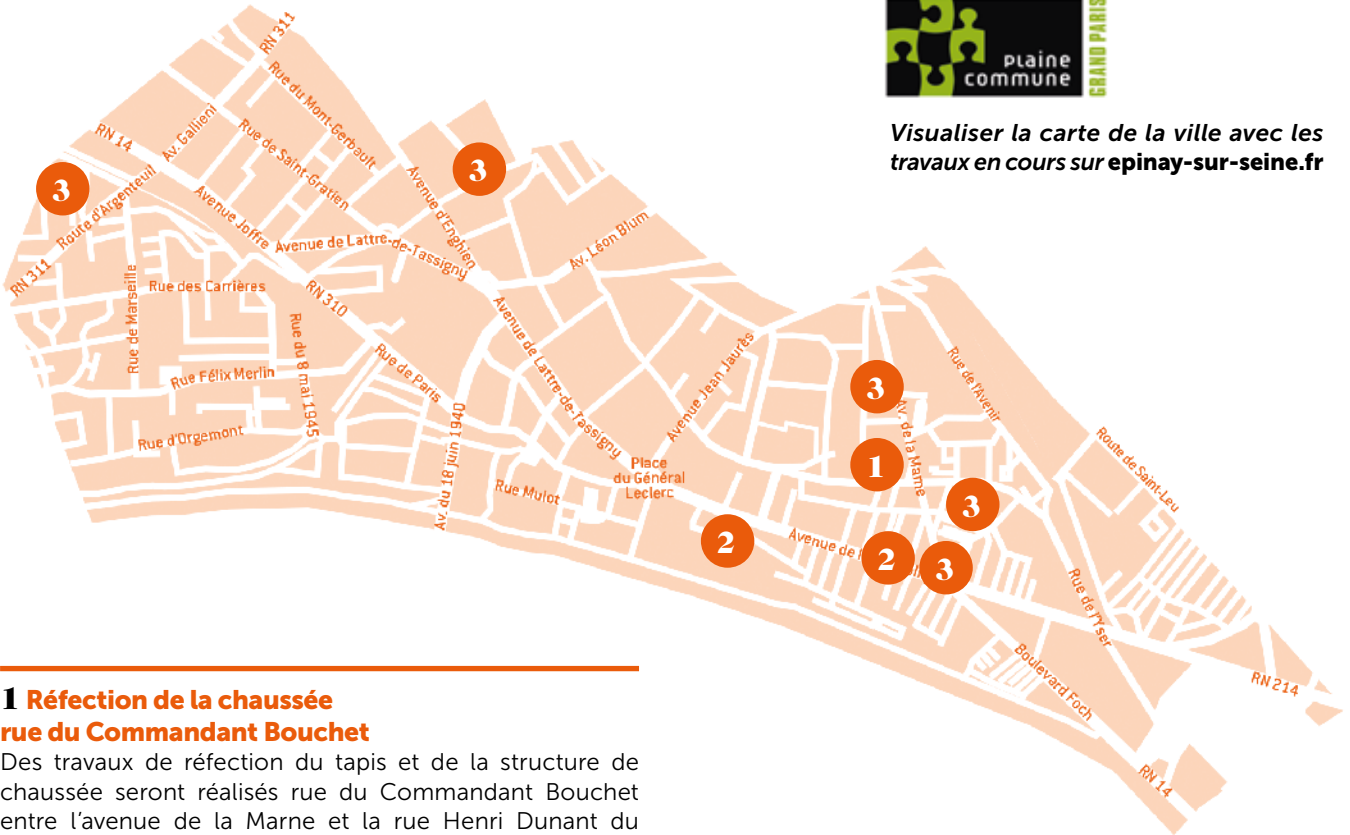 plaine
commune
GRAND PARIS
Visualiser la carte de la ville avec les
travaux en cours sur epinay-sur-seine.fr
RN 311
Rue du Mont-Gerbault
Av. Gallieni
RN 14
Rue de Saint-Gratien
Avenue d'Enghien
3
3
Route d'Argenteuil
Avenue Joffre
Avenue de Lattre-de-Tassigny
Av. Léon Blum
RN 311
Rue de Marseille
Rue des Carrières
RN 310
Rue du 8 mai 1945
Avenue de Lattre-de-Tassigny
Rue de Paris
Rue Félix Merlin
Avenue Jean Jaurès
Rue de l'Avenir
3
Av. de la Marne
Rue d'Orgemont
Av. du 18 juin 1940
Route de Saint-Leu
Place
du Général
Leclerc
1
Rue Mulot
3
2
Avenue de
2
3
Rue de l'Yser
Boulevard Foch
RN 214
RN 14
1 Réfection de la chaussée
rue du Commandant Bouchet
Des travaux de réfection du tapis et de la structure de
chaussée seront réalisés rue du Commandant Bouchet
entre l'avenue de la Marne et la rue Henri Dunant du